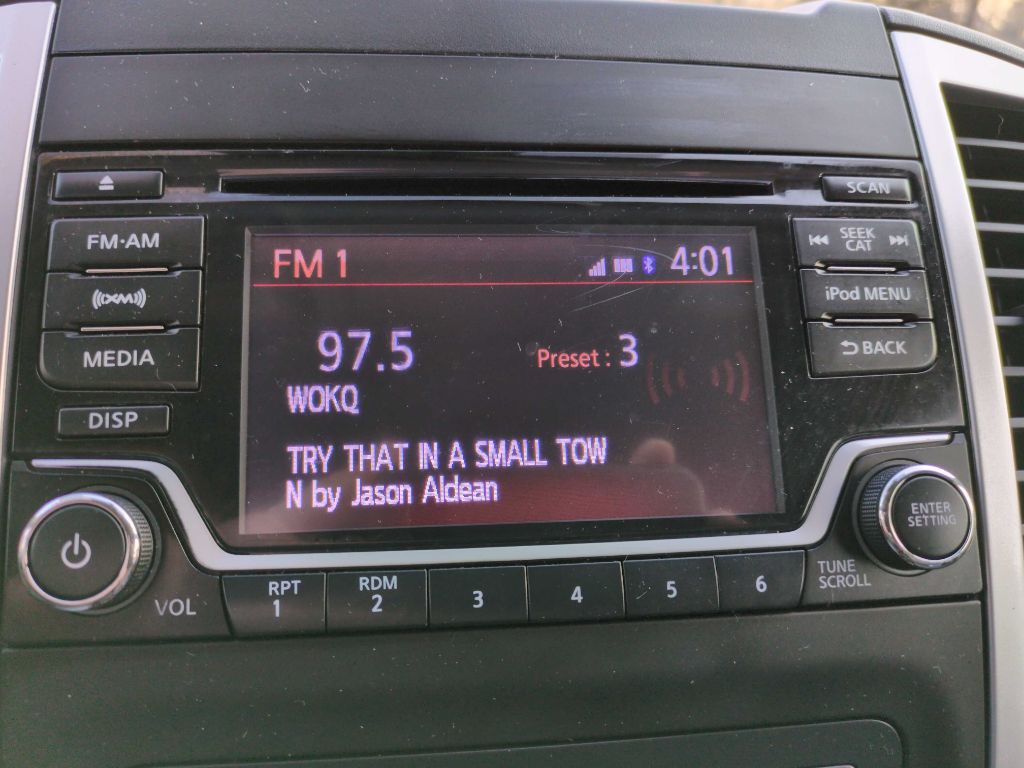 SCAN
FM·AM
SEEK
CAT
FM 1
4:01
XM
iPod MENU
97.5
Preset : 3
MEDIA
BACK
WOKQ
DISP
TRY THAT IN A SMALL TOW
N by Jason Aldean
ENTER
SETTING
VOL
RPT
1
RDM
2
3
4
5
6
TUNE
SCROLL